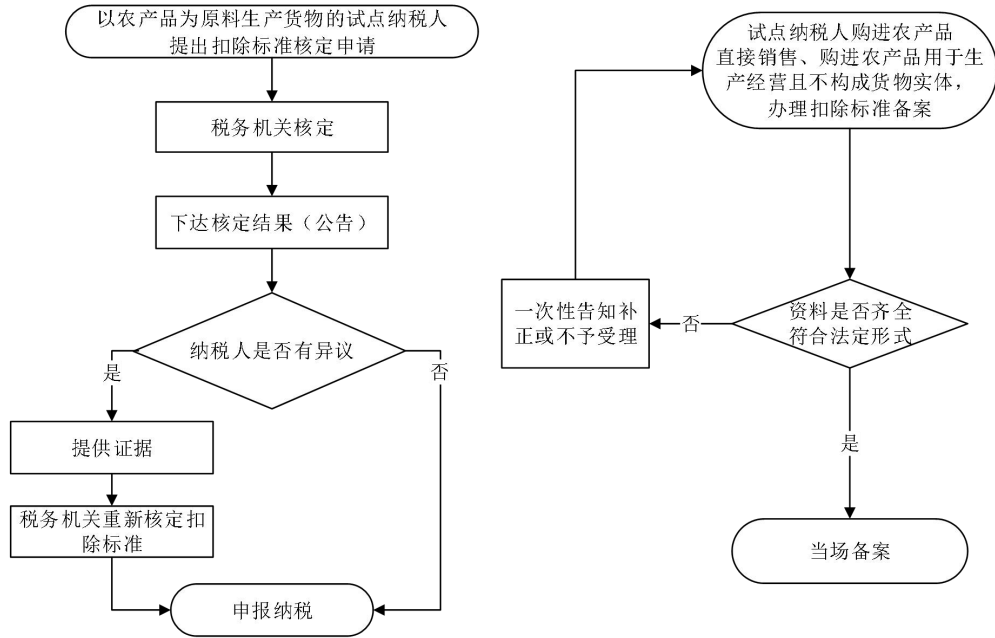 以农产品为原料生产货物的试点纳税人
提出扣除标准核定申请
税务机关核定
下达核定结果（公告）
纳税人是否有异议
是
否
提供证据
税务机关重新核定扣
除标准
申报纳税
试点纳税人购进农产品
直接销售、购进农产品用于生
产经营且不构成货物实体，
办理扣除标准备案
资料是否齐全
符合法定形式
否
一次性告知补
正或不予受理
是
当场备案